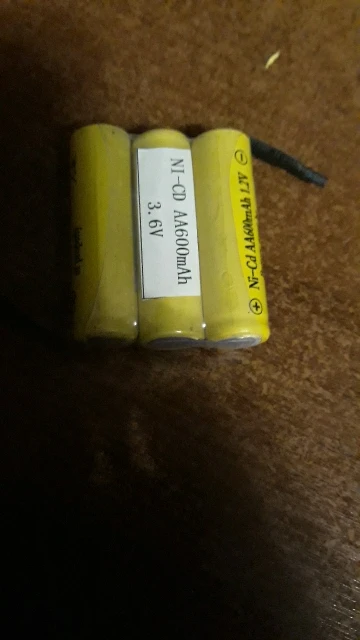 NI-CD AA600mAh
3.6V
⊖ Ni-Cd AA600mAh 1.2V ⊕